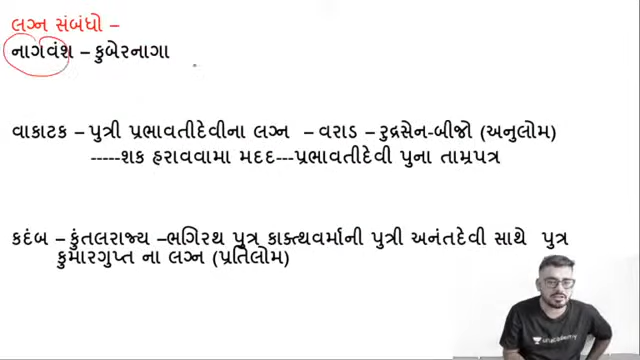 લગ્ન સંબંધો –
નાગવંશ – કુબેરનાગા
વાકાટક – પુત્રી પ્રભાવતીદેવીના લગ્ન – વરાડ – રુદ્રસેન-બીજો (અનુલોમ)
-----શક હરાવવામા મદદ---પ્રભાવતીદેવી પુના તામ્રપત્ર
કદંબ – કુંતલરાજ્ય –ભગિરથ પુત્ર કાક્ત્થવર્માની પુત્રી અનંતદેવી સાથે પુત્ર
કુમારગુપ્ત ના લગ્ન (પ્રતિલોમ)
unacademy